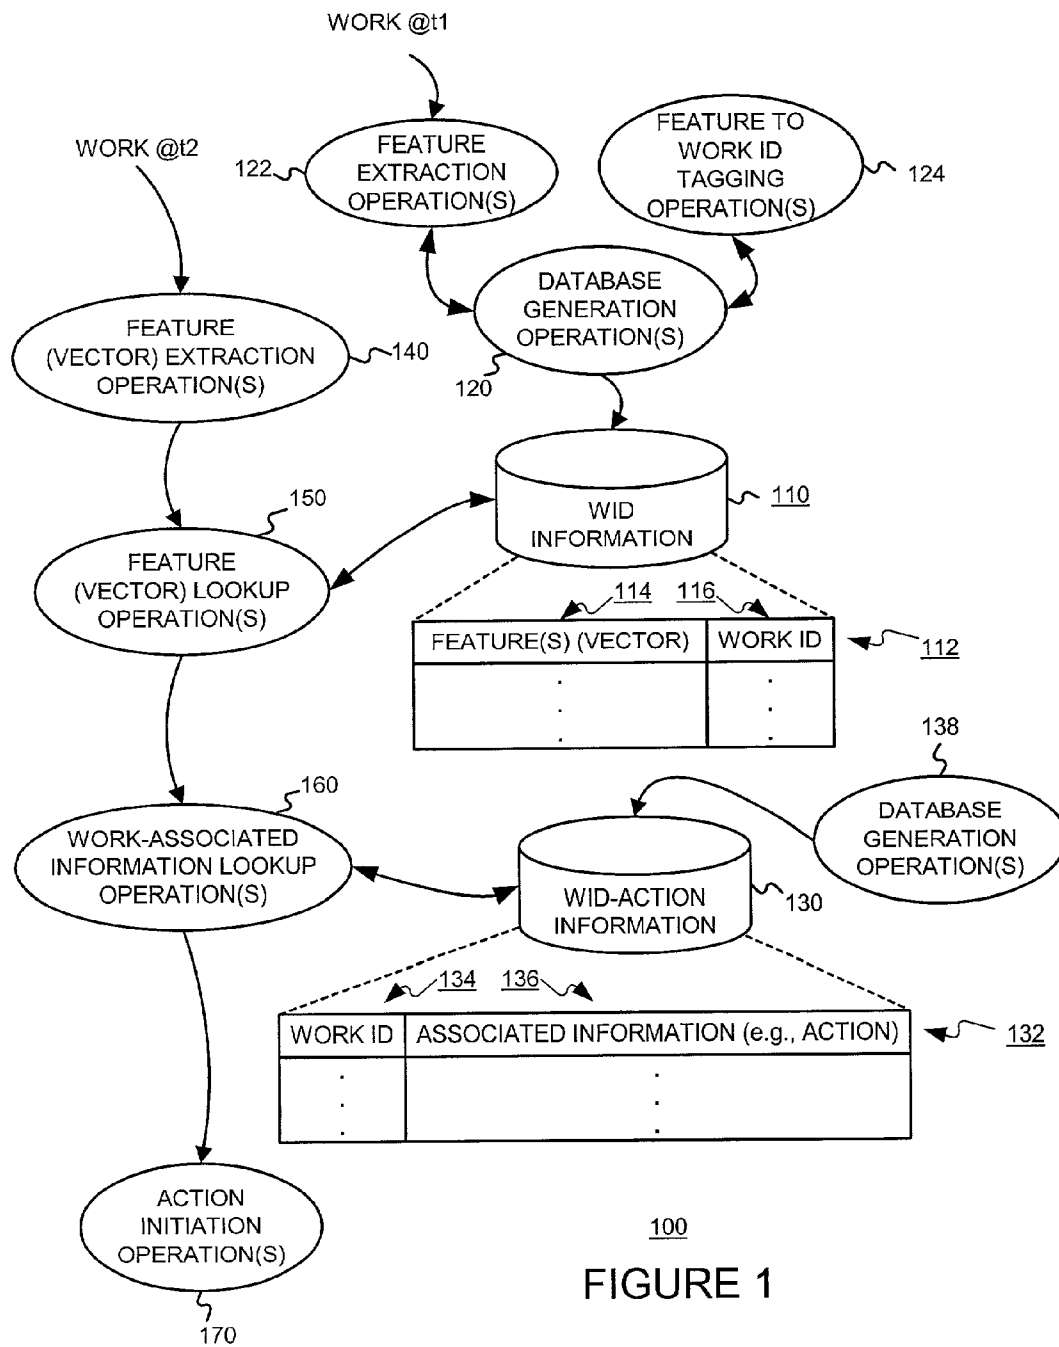 WORK @t1
WORK @t2
FEATURE
EXTRACTION
OPERATION(S)
122
FEATURE TO
WORK ID
TAGGING
OPERATION(S)
124
DATABASE
GENERATION
OPERATION(S)
120
FEATURE
(VECTOR) EXTRACTION
OPERATION(S)
140
WID
INFORMATION
110
150
FEATURE
(VECTOR) LOOKUP
OPERATION(S)
114
116
FEATURE(S) (VECTOR)
WORK ID
112
138
DATABASE
GENERATION
OPERATION(S)
160
WORK-ASSOCIATED
INFORMATION LOOKUP
OPERATION(S)
WID-ACTION
INFORMATION
130
134
136
WORK ID
ASSOCIATED INFORMATION (e.g., ACTION)
132
ACTION
INITIATION
OPERATION(S)
170
100
FIGURE 1